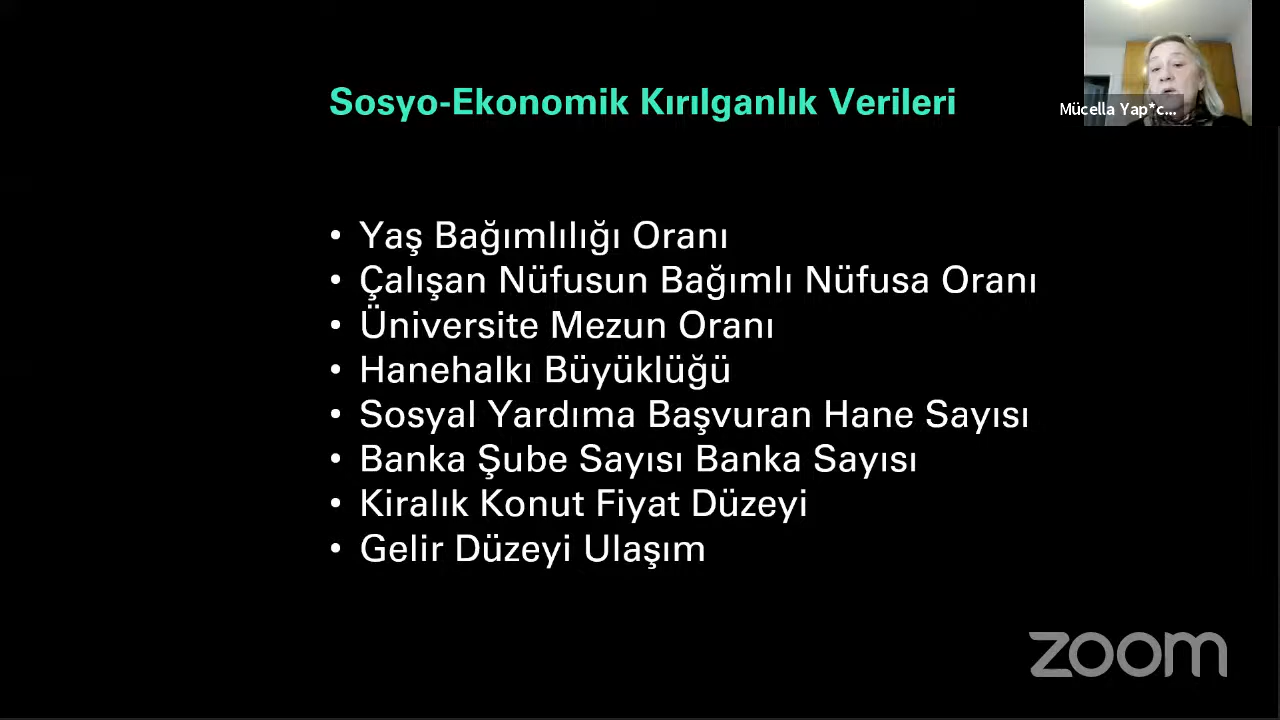 Sosyo-Ekonomik Kırılganlık Verileri
Mücella Yap*c...
• Yaş Bağımlılığı Oranı
• Çalışan Nüfusun Bağımlı Nüfusa Oranı
• Üniversite Mezun Oranı
• Hanehalkı Büyüklüğü
• Sosyal Yardıma Başvuran Hane Sayısı
• Banka Şube Sayısı Banka Sayısı
• Kiralık Konut Fiyat Düzeyi
• Gelir Düzeyi Ulaşım
zoom